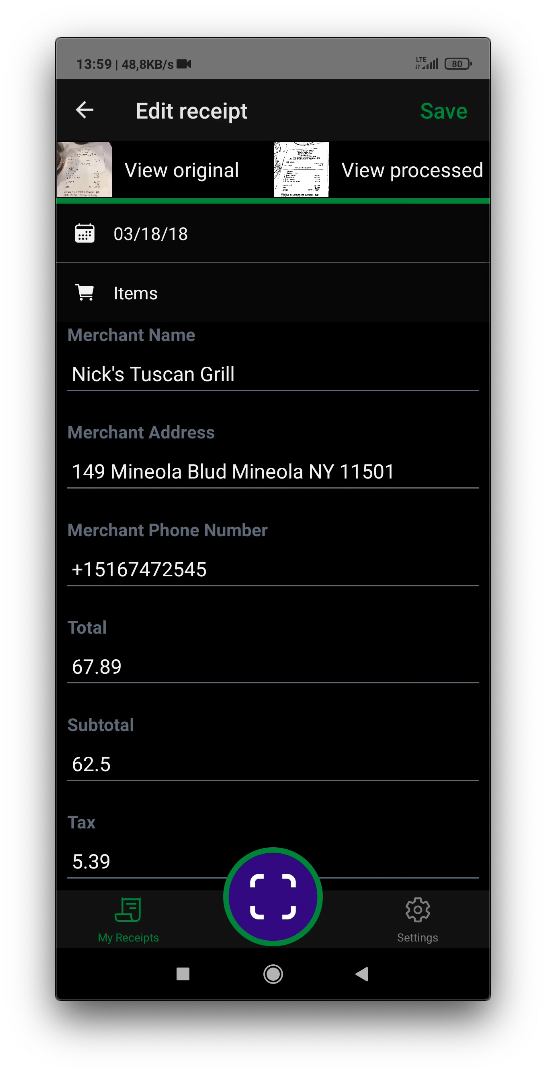 13:59 | 48,8KB/s LTE 80
Edit receipt Save
View original View processed
03/18/18
Items
Merchant Name
Nick's Tuscan Grill
Merchant Address
149 Mineola Blud Mineola NY 11501
Merchant Phone Number
+15167472545
Total
67.89
Subtotal
62.5
Tax
5.39
My Receipts Settings